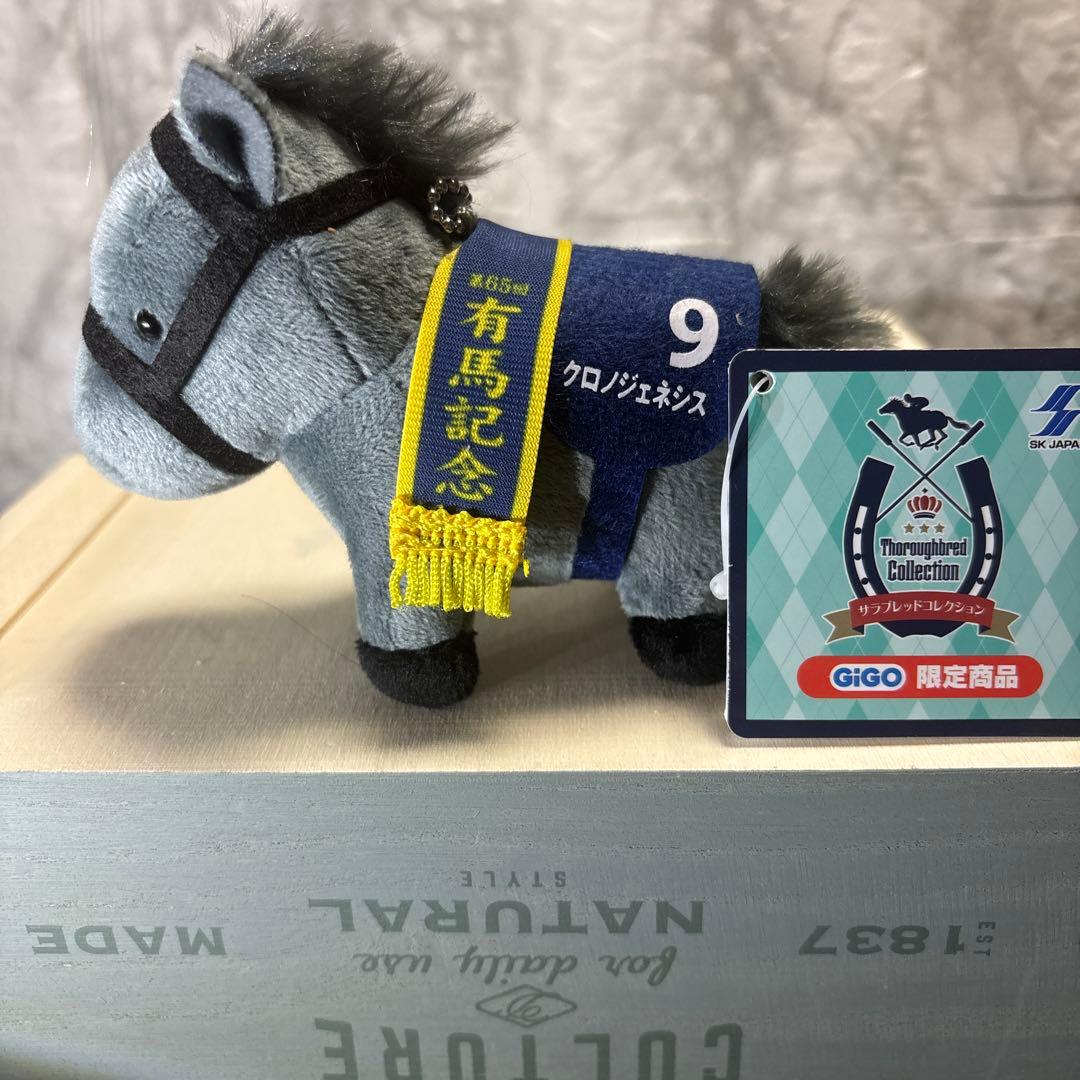 第65回
有馬記念
9
クロノジェネシス
SK JAPA
Thoroughbred
Collection
サラブレッドコレクション
GiGO 限定商品
CULTURE
for daily use
NATURAL
STYLE
MADE
EST
1837